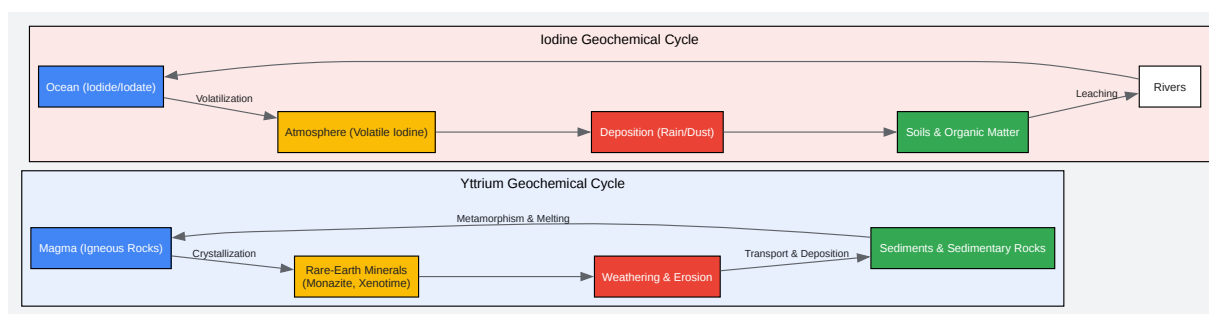 Iodine Geochemical Cycle
Ocean (Iodide/Iodate)
Volatilization
Atmosphere (Volatile Iodine)
Deposition (Rain/Dust)
Soils & Organic Matter
Leaching
Rivers
Yttrium Geochemical Cycle
Magma (Igneous Rocks)
Crystallization
Rare-Earth Minerals
(Monazite, Xenotime)
Weathering & Erosion
Transport & Deposition
Sediments & Sedimentary Rocks
Metamorphism & Melting